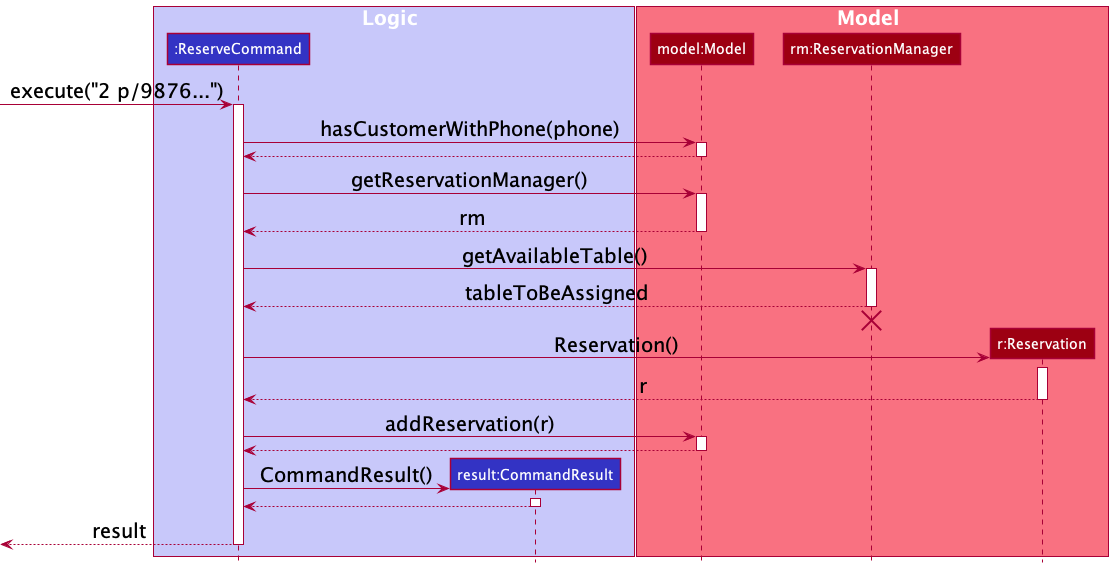 Logic
Model
:ReserveCommand
model:Model
rm:ReservationManager
execute("2 p/9876...")
hasCustomerWithPhone(phone)
getReservationManager()
rm
getAvailableTable()
tableToBeAssigned
Reservation()
r:Reservation
r
addReservation(r)
CommandResult()
result:CommandResult
result